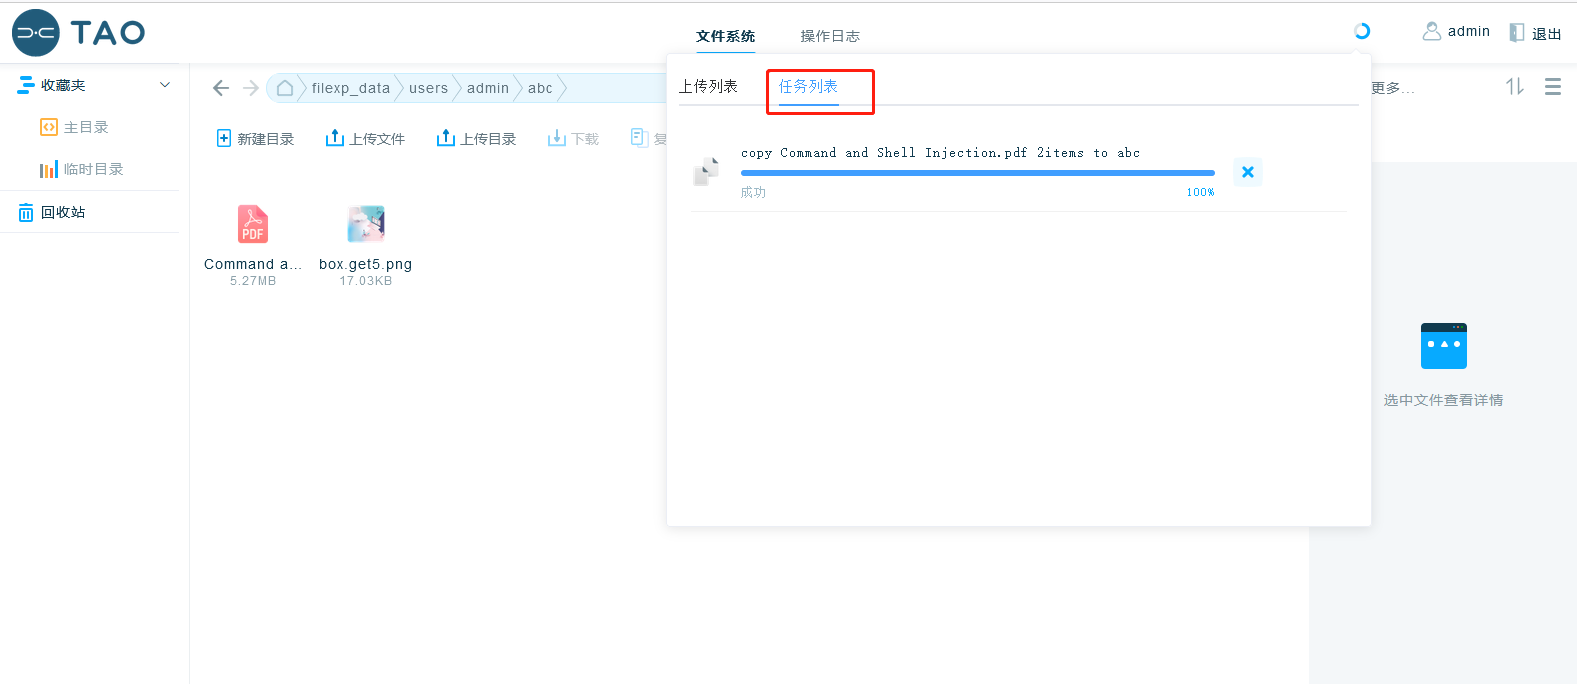 TAO
文件系统
操作日志
admin
退出
收藏夹
主目录
临时目录
回收站
filexp_data
users
admin
abc
更多...
新建目录
上传文件
上传目录
下载
上传列表
任务列表
copy Command and Shell Injection.pdf 2items to abc
成功
100%
PDF
Command a...
5.27MB
box.get5.png
17.03KB
选中文件查看详情